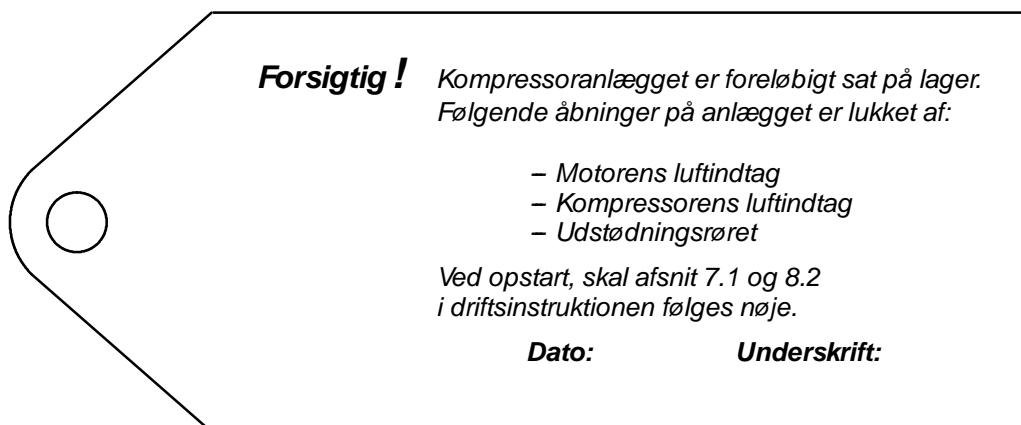 Forsigtig ! Kompressoranlægget er foreløbigt sat på lager.
Følgende åbninger på anlægget er lukket af:
– Motorens luftindtag
– Kompressorens luftindtag
– Udstødningsrøret
Ved opstart, skal afsnit 7.1 og 8.2
i driftsinstruktionen følges nøje.
Dato: Underskrift: